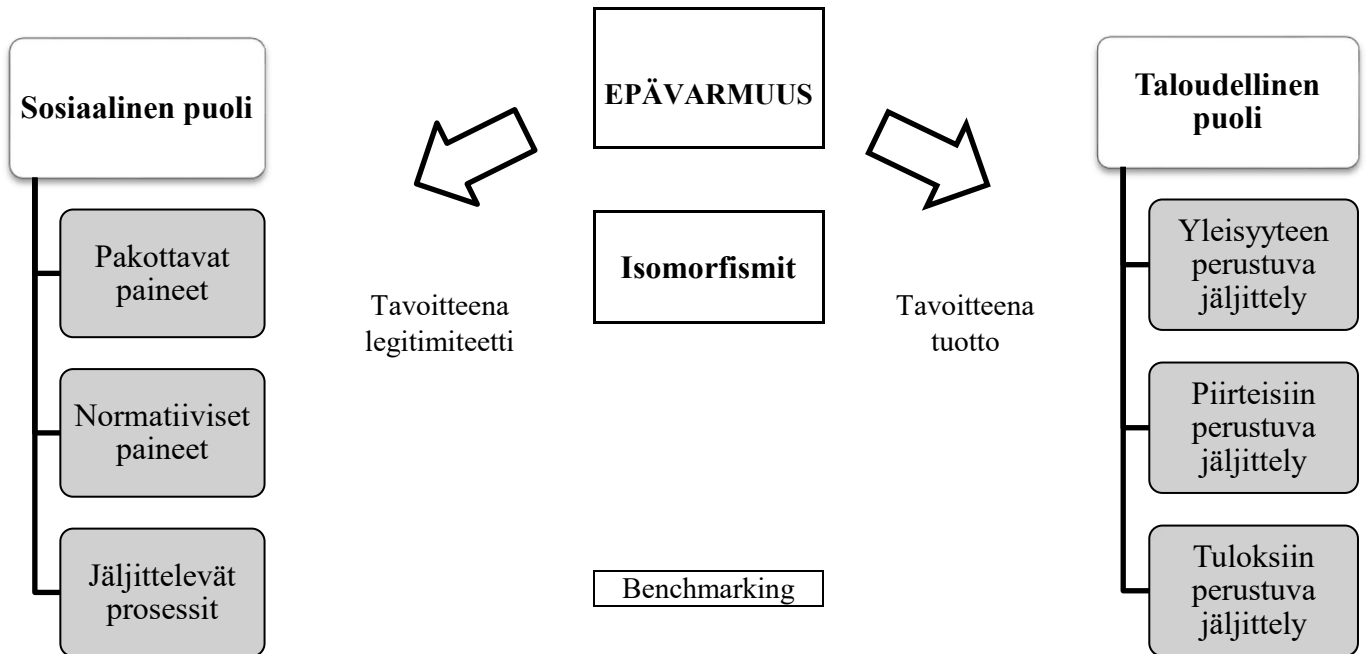 Sosiaalinen puoli
Pakottavat
paineet
Normatiiviset
paineet
Jäljittelevät
prosessit
Tavoitteena
legitimiteetti
EPÄVARMUUS
Isomorfismit
Benchmarking
Tavoitteena
tuotto
Taloudellinen
puoli
Yleisyyteen
perustuva
jäljittely
Piirteisiin
perustuva
jäljittely
Tuloksiin
perustuva
jäljittely